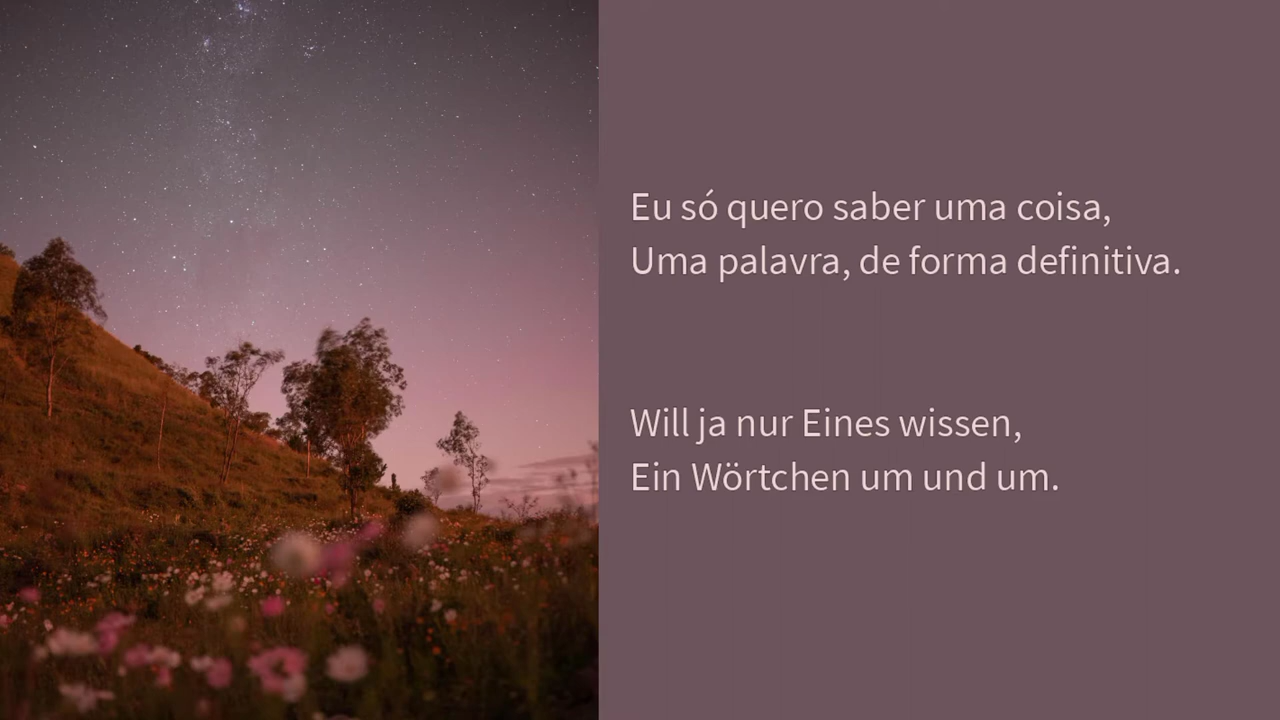 Eu só quero saber uma coisa,
Uma palavra, de forma definitiva.
Will ja nur Eines wissen,
Ein Wörtchen um und um.